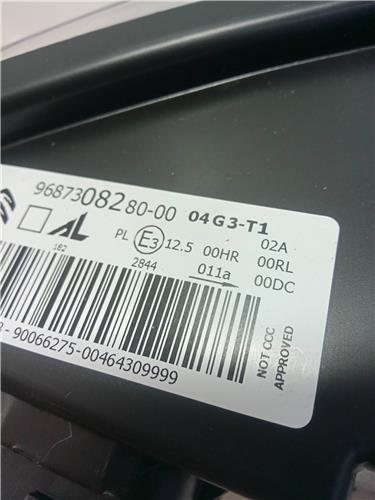 9687308280-00 04G3-T1
AL PL E3 12.5 00HR 02A
182 2844 011a 00RL
00DC
- 90066275-00464309999
NOT CCC
APPROVED